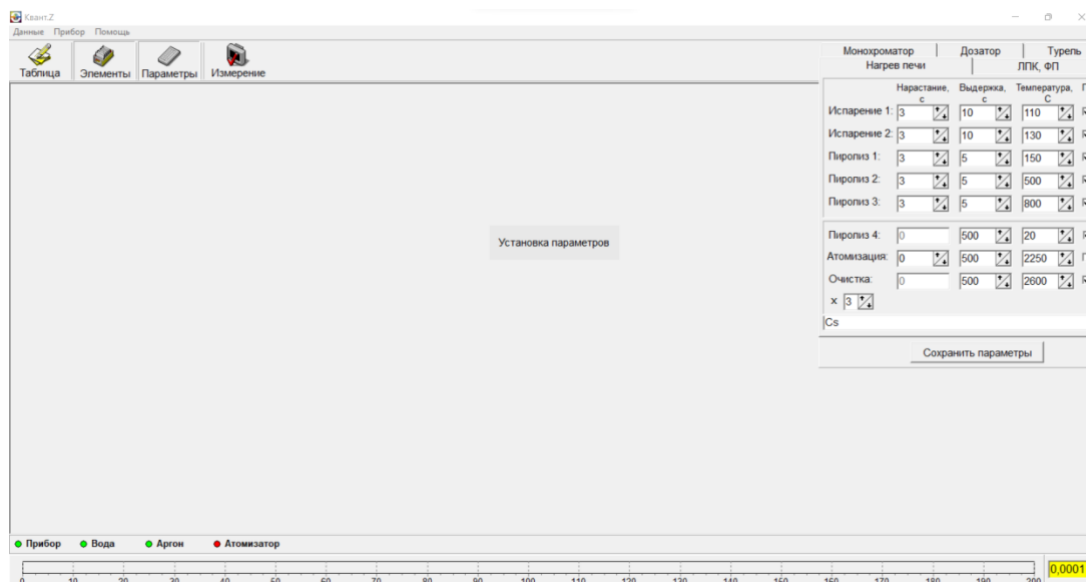 Квант.Z
Данные Прибор Помощь
Таблица Элементы Параметры Измерение
Монохроматор Дозатор Турель
Нагрев печи ЛПК, ФП
Нарастание, с Выдержка, с Температура, С
Испарение 1: 3 10 110
Испарение 2: 3 10 130
Пиролиз 1: 3 5 150
Пиролиз 2: 3 5 500
Пиролиз 3: 3 5 800
Установка параметров
Пиролиз 4: 0 500 20
Атомизация: 0 500 2250
Очистка: 0 500 2600
x 3
Cs
Сохранить параметры
Прибор Вода Аргон Атомизатор
0,0001
0 10 20 30 40 50 60 70 80 90 100 110 120 130 140 150 160 170 180 190 200